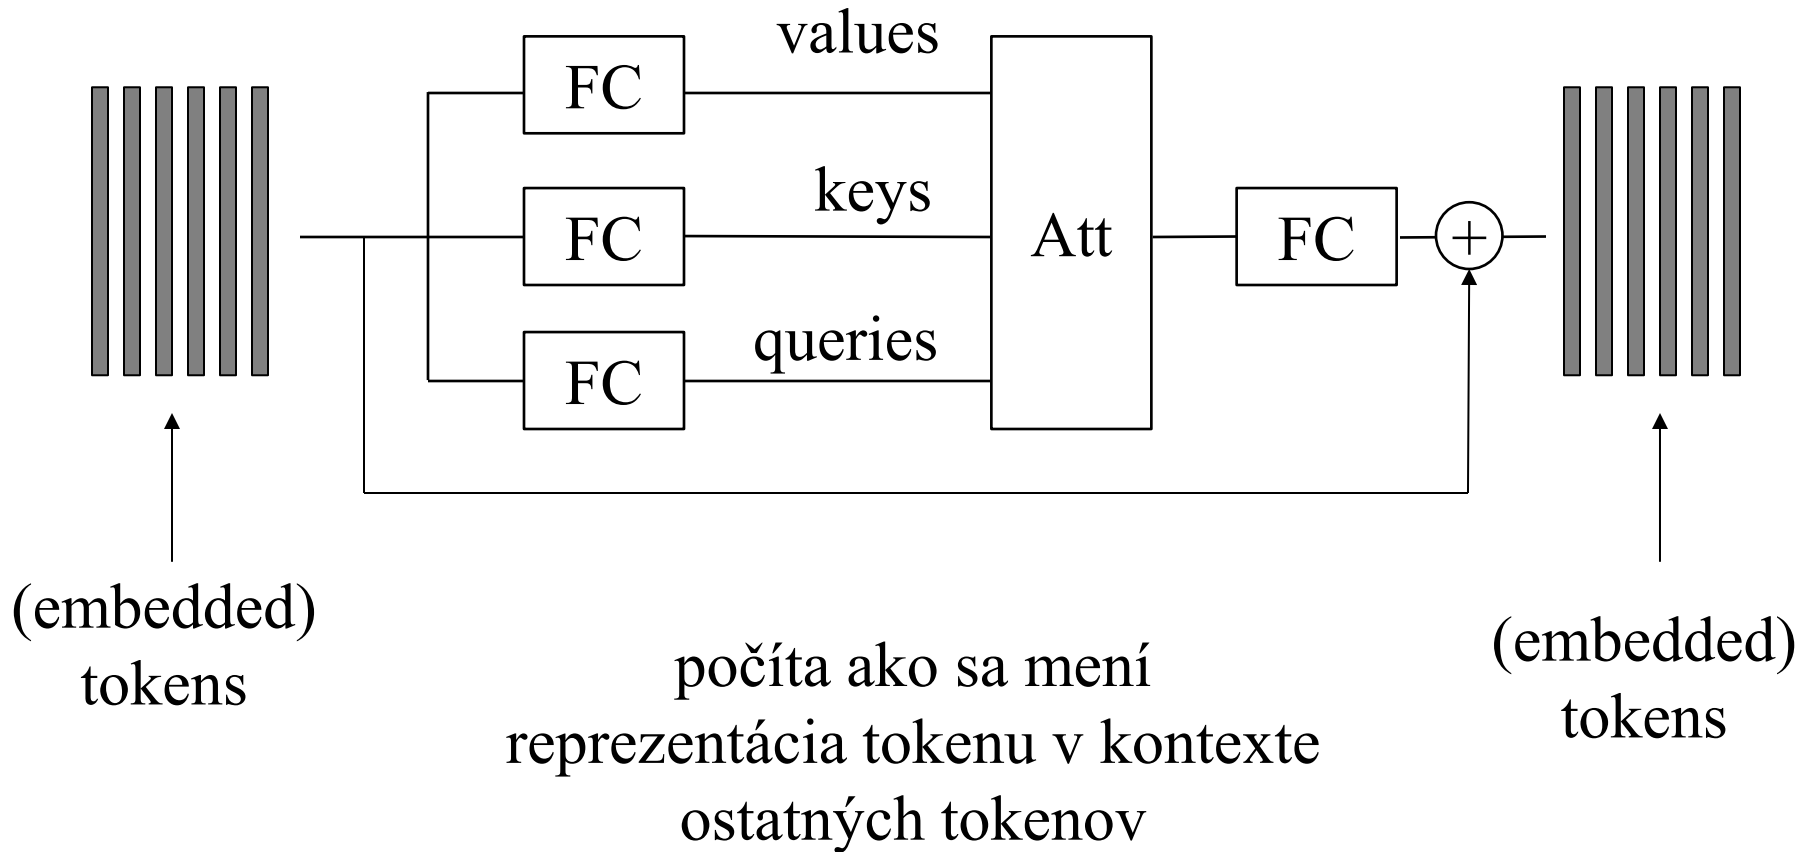 values
FC
keys
FC
Att
FC
+
queries
FC
(embedded)
tokens
(embedded)
tokens
počíta ako sa mení
reprezentácia tokenu v kontexte
ostatných tokenov